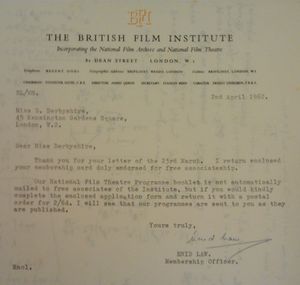 BFI
THE BRITISH FILM INSTITUTE
Incorporating the National Film Archive and National Film Theatre
81 DEAN STREET LONDON, W.1
EL/VH.
2nd April 1962.
Miss D. Derbyshire,
45 Kensington Gardens Square,
London, W.2.
Dear Miss Derbyshire,
Thank you for your letter of the 23rd March. I return enclosed
your membership card duly endorsed for free associateship.
Our National Film Theatre Programme booklet is not automatically
mailed to free associates of the Institute, but if you would kindly
complete the enclosed application form and return it with a postal
order for 2/6d. I will see that our programmes are sent to you as they
are published.
Yours truly,
Enid Law
ENID LAW,
Membership Officer.
Encl.